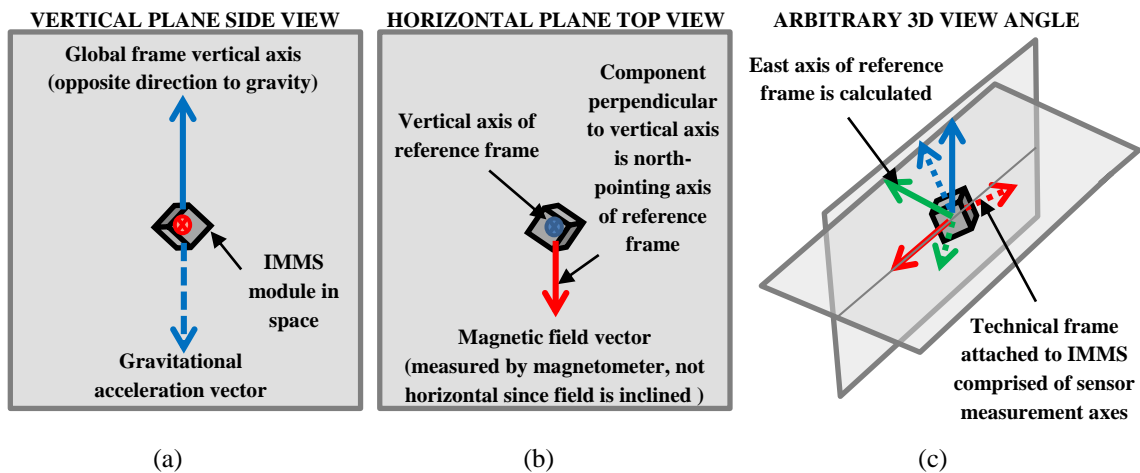 VERTICAL PLANE SIDE VIEW
Global frame vertical axis
(opposite direction to gravity)
IMMS
module in
space
Gravitational
acceleration vector
(a)
HORIZONTAL PLANE TOP VIEW
Vertical axis of
reference frame
Component
perpendicular
to vertical axis
is north-
pointing axis
of reference
frame
Magnetic field vector
(measured by magnetometer, not
horizontal since field is inclined )
(b)
ARBITRARY 3D VIEW ANGLE
East axis of reference
frame is calculated
Technical frame
attached to IMMS
comprised of sensor
measurement axes
(c)